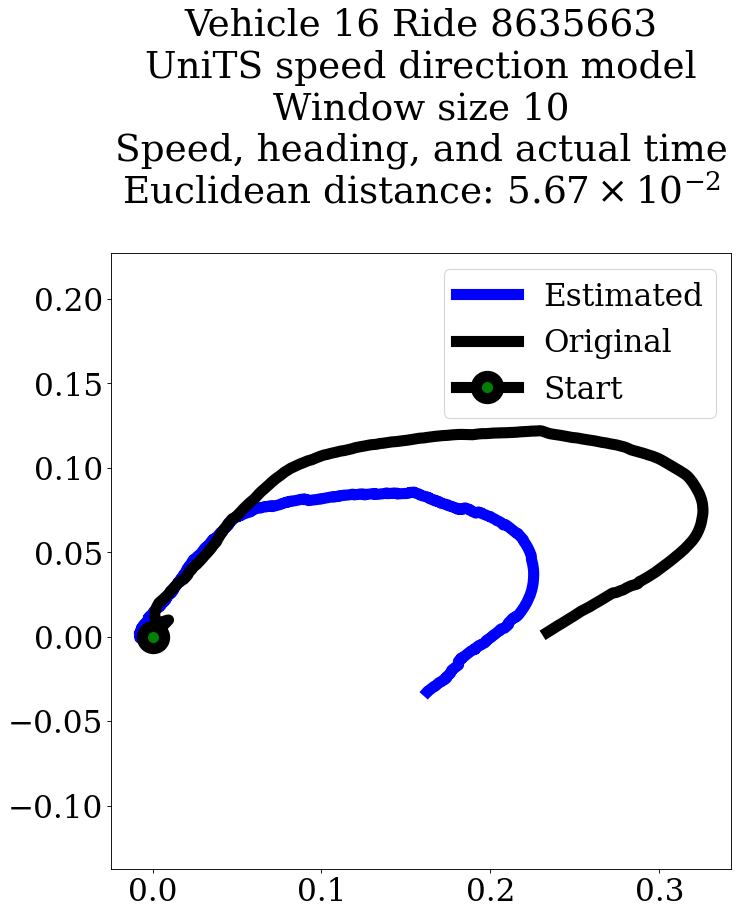 Vehicle 16 Ride 8635663
UniTS speed direction model
Window size 10
Speed, heading, and actual time
Euclidean distance: 5.67 × 10⁻²
Estimated
Original
Start
0.20
0.15
0.10
0.05
0.00
−0.05
−0.10
0.0 0.1 0.2 0.3